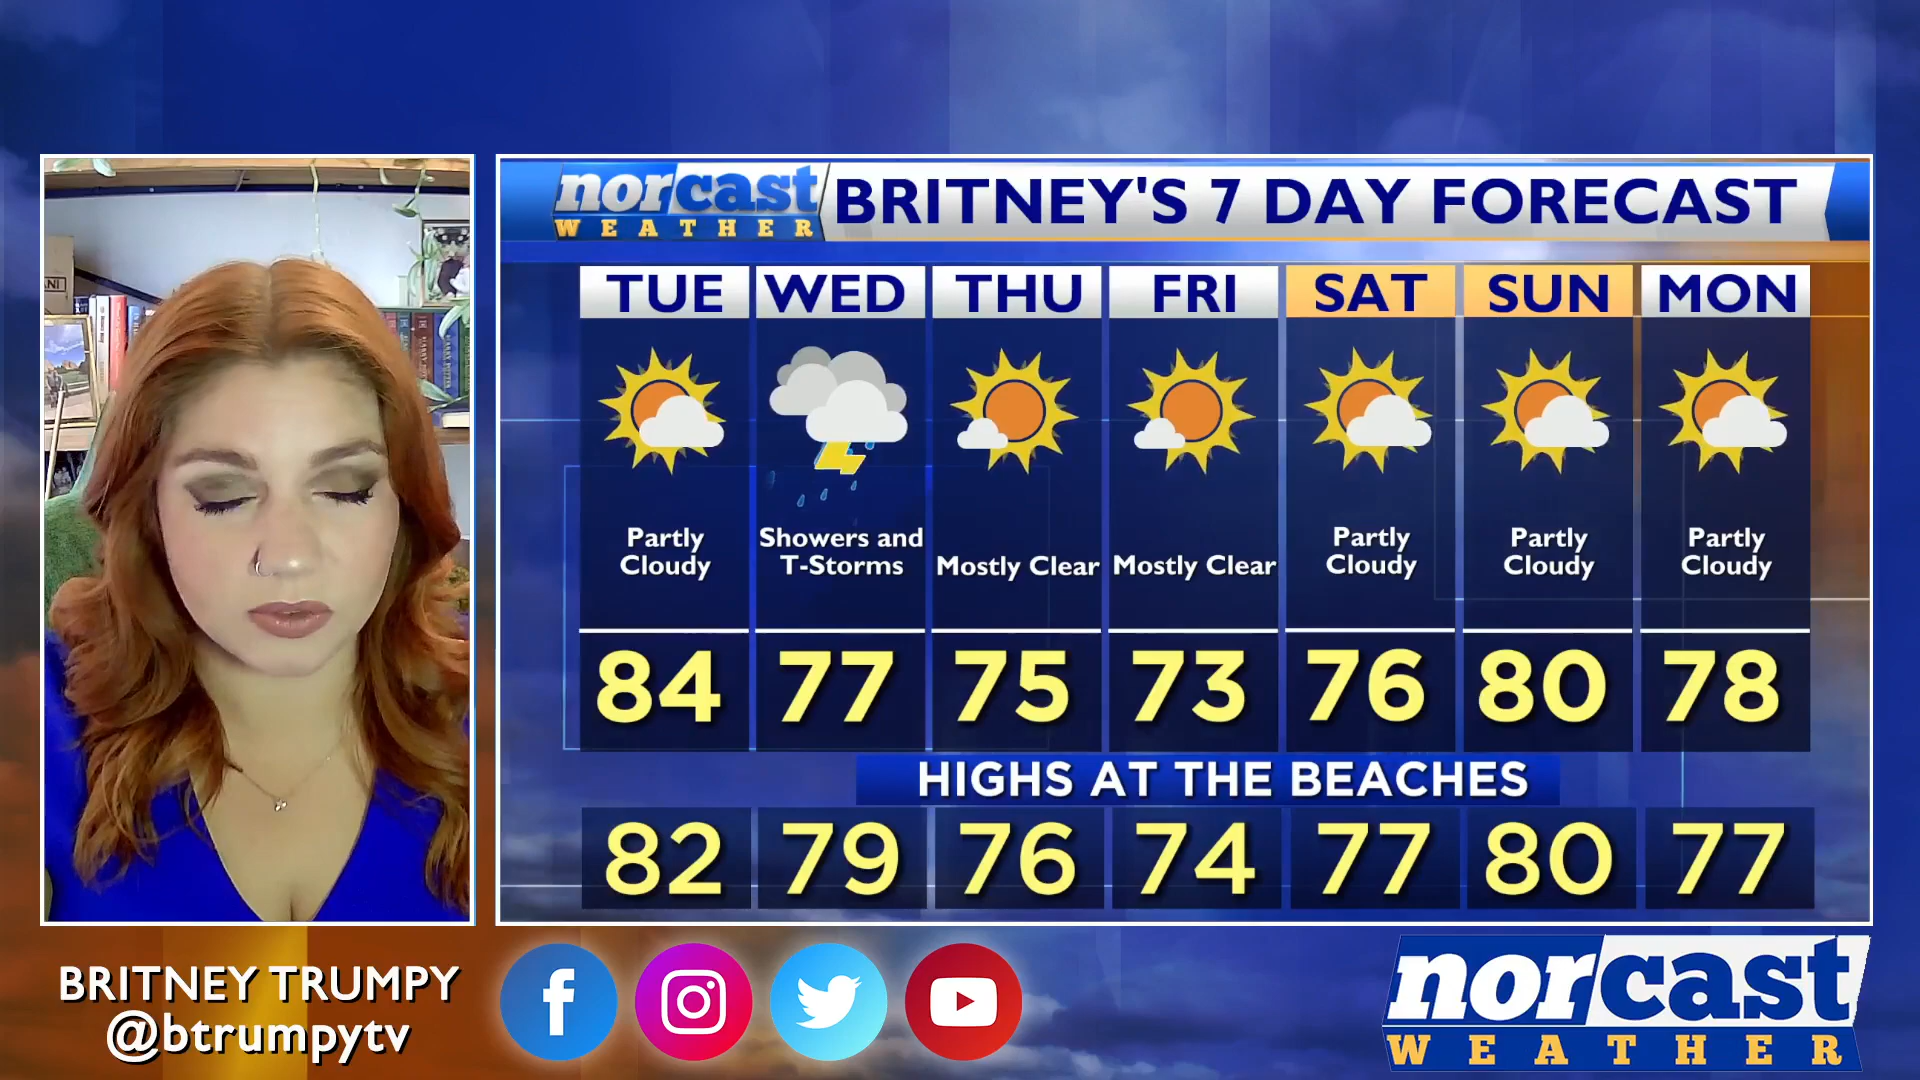 norcast
WEATHER
BRITNEY'S 7 DAY FORECAST
TUE WED THU FRI SAT SUN MON
Partly Cloudy
Showers and T-Storms
Mostly Clear
Mostly Clear
Partly Cloudy
Partly Cloudy
Partly Cloudy
84 77 75 73 76 80 78
HIGHS AT THE BEACHES
82 79 76 74 77 80 77
BRITNEY TRUMPY
@btrumpytv
norcast
WEATHER